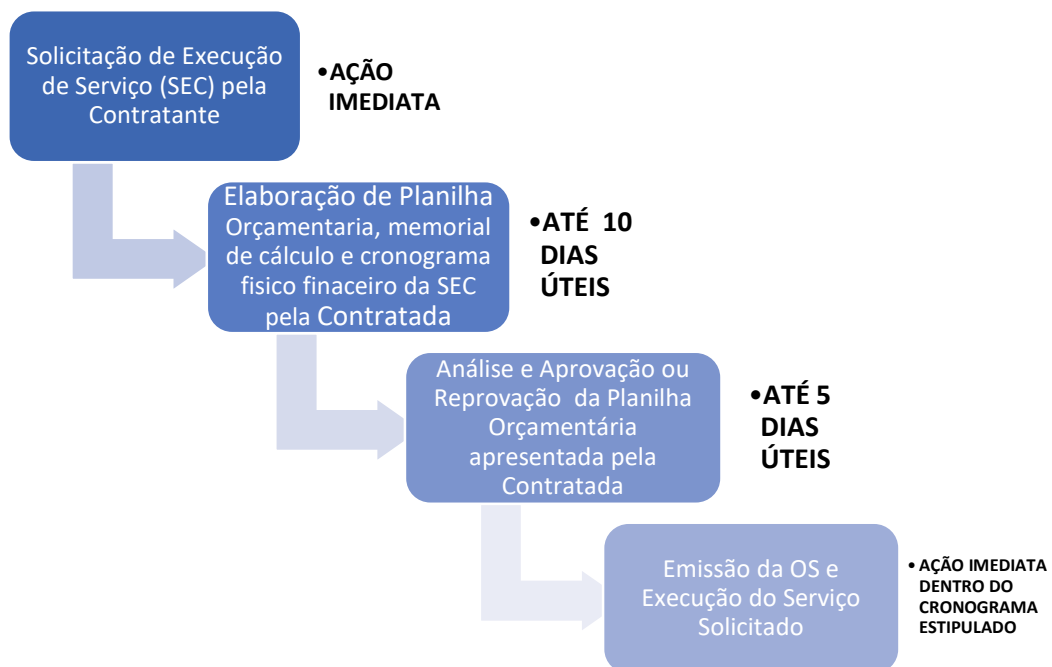 Solicitação de Execução
de Serviço (SEC) pela
Contratante
•AÇÃO
IMEDIATA
Elaboração de Planilha
Orçamentaria, memorial
de cálculo e cronograma
fisico finaceiro da SEC
pela Contratada
•ATÉ 10
DIAS
ÚTEIS
Análise e Aprovação ou
Reprovação da Planilha
Orçamentária
apresentada pela
Contratada
•ATÉ 5
DIAS
ÚTEIS
Emissão da OS e
Execução do Serviço
Solicitado
• AÇÃO IMEDIATA
DENTRO DO
CRONOGRAMA
ESTIPULADO